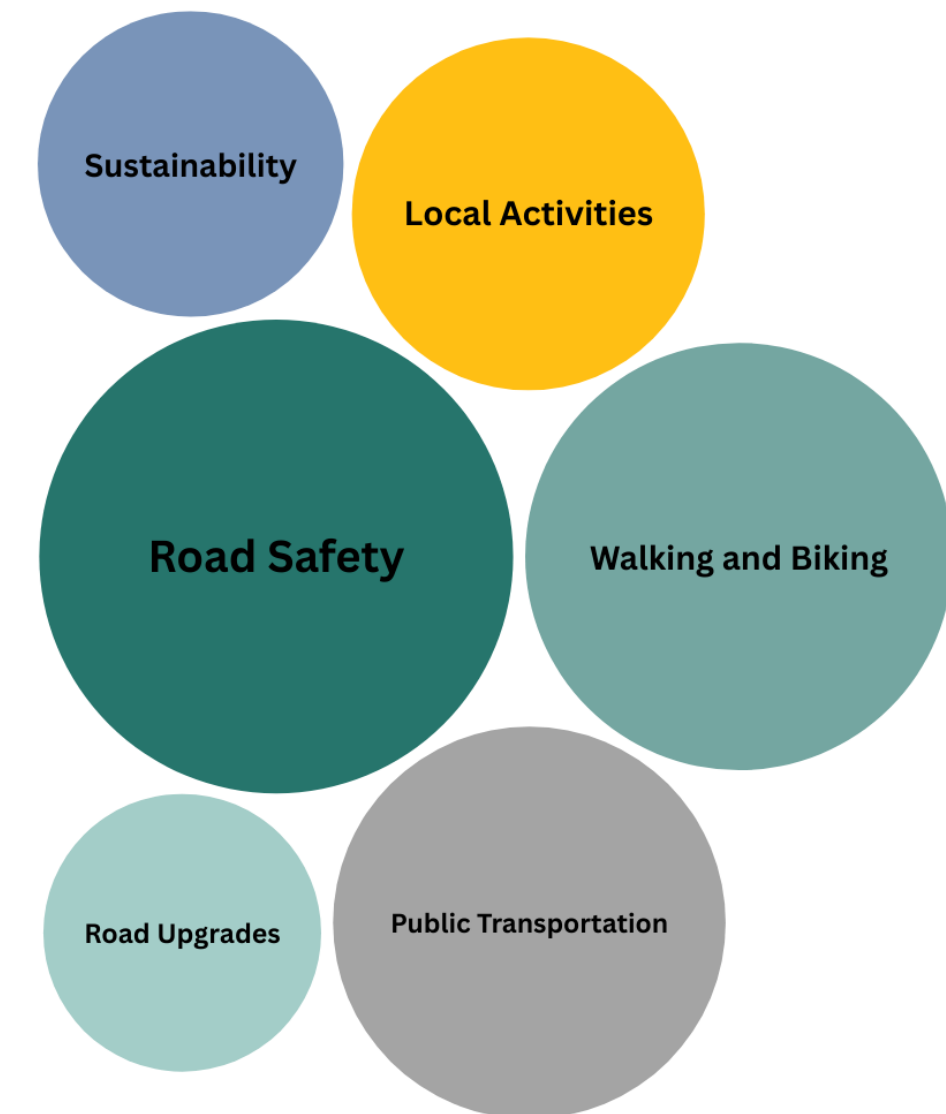 Sustainability
Local Activities
Road Safety
Walking and Biking
Road Upgrades
Public Transportation